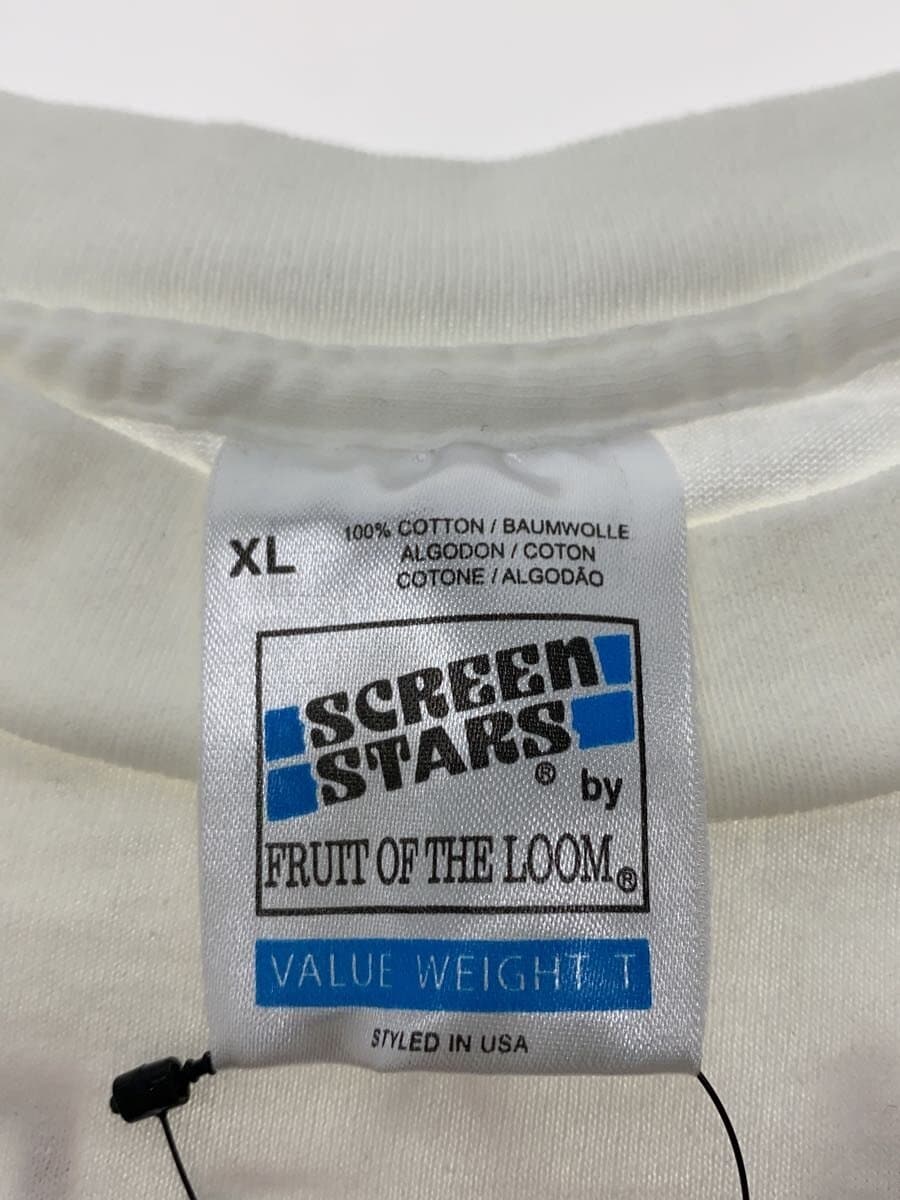 XL
100% COTTON / BAUMWOLLE
ALGODON / COTON
COTONE / ALGODÃO
SCREEN
STARS®
by
FRUIT OF THE LOOM®
VALUE WEIGHT T
STYLED IN USA